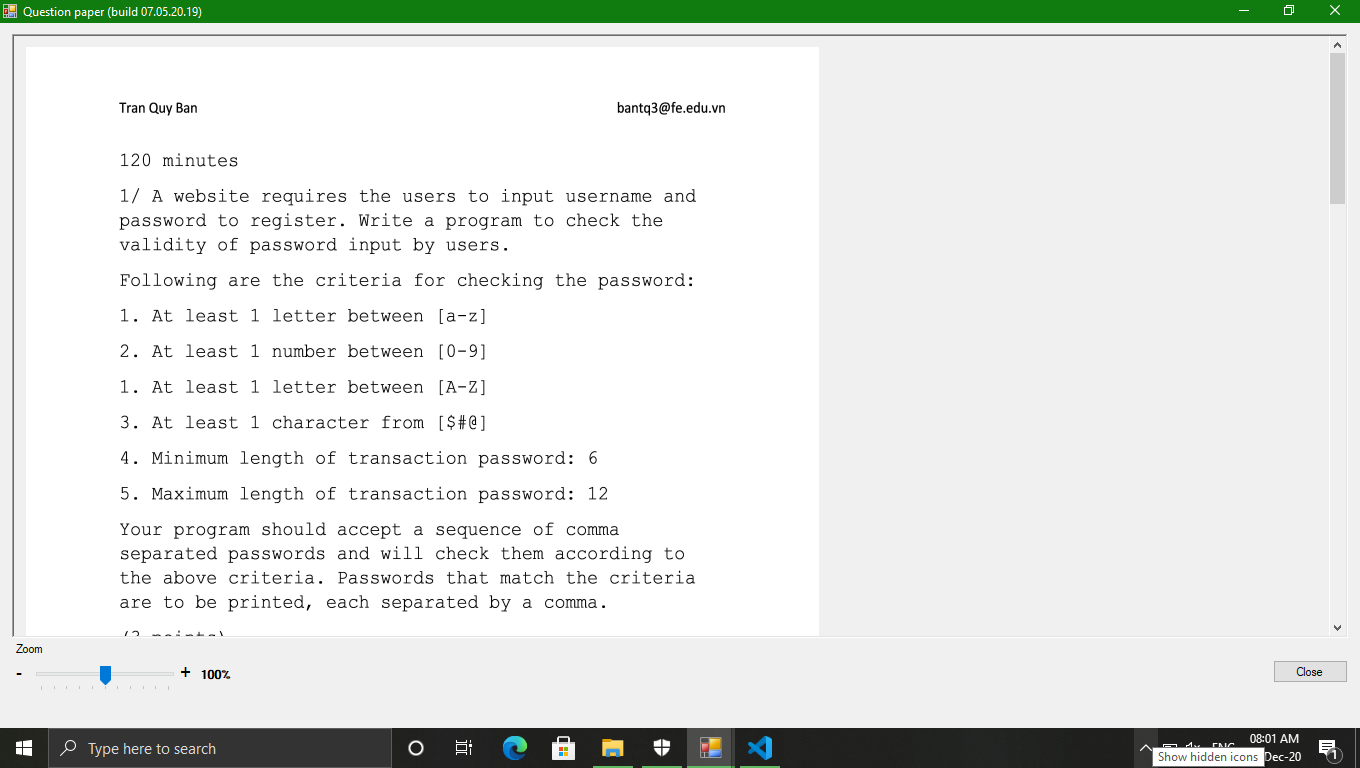 Question paper (build 07.05.20.19)
Tran Quy Ban bantq3@fe.edu.vn
120 minutes
1/ A website requires the users to input username and
password to register. Write a program to check the
validity of password input by users.
Following are the criteria for checking the password:
1. At least 1 letter between [a-z]
2. At least 1 number between [0-9]
1. At least 1 letter between [A-Z]
3. At least 1 character from [$#@]
4. Minimum length of transaction password: 6
5. Maximum length of transaction password: 12
Your program should accept a sequence of comma
separated passwords and will check them according to
the above criteria. Passwords that match the criteria
are to be printed, each separated by a comma.
Zoom
- + 100%
Close
Type here to search
08:01 AM
Dec-20
1
Show hidden icons